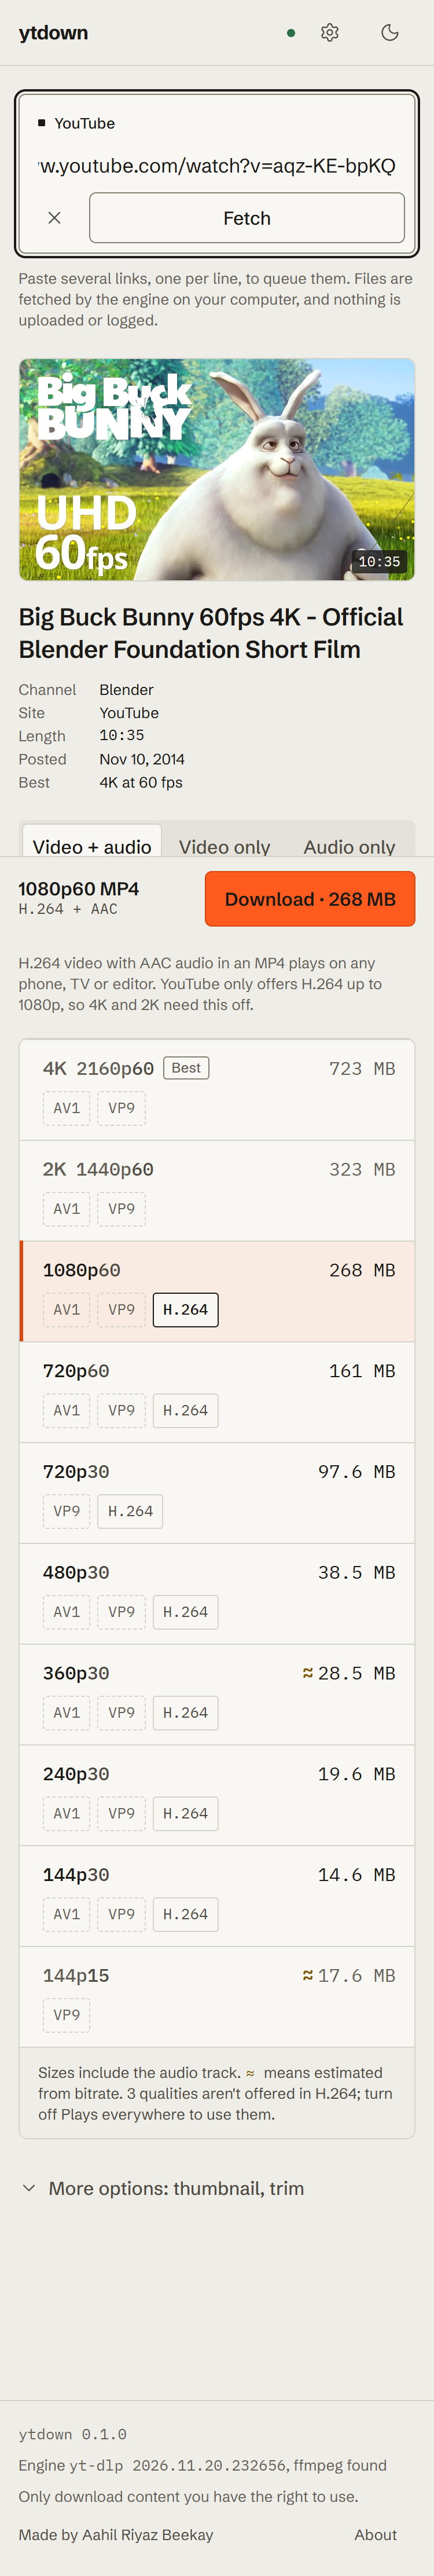 ytdown
YouTube
w.youtube.com/watch?v=aqz-KE-bpKQ
Fetch
Paste several links, one per line, to queue them. Files are
fetched by the engine on your computer, and nothing is
uploaded or logged.
Big Buck
BUNNY
UHD
60fps
10:35
Big Buck Bunny 60fps 4K - Official
Blender Foundation Short Film
Channel Blender
Site YouTube
Length 10:35
Posted Nov 10, 2014
Best 4K at 60 fps
Video + audio Video only Audio only
1080p60 MP4
H.264 + AAC
Download · 268 MB
H.264 video with AAC audio in an MP4 plays on any
phone, TV or editor. YouTube only offers H.264 up to
1080p, so 4K and 2K need this off.
4K 2160p60 Best 723 MB
AV1 VP9
2K 1440p60 323 MB
AV1 VP9
1080p60 268 MB
AV1 VP9 H.264
720p60 161 MB
AV1 VP9 H.264
720p30 97.6 MB
VP9 H.264
480p30 38.5 MB
AV1 VP9 H.264
360p30 ≈ 28.5 MB
AV1 VP9 H.264
240p30 19.6 MB
AV1 VP9 H.264
144p30 14.6 MB
AV1 VP9 H.264
144p15 ≈ 17.6 MB
VP9
Sizes include the audio track. ≈ means estimated
from bitrate. 3 qualities aren't offered in H.264; turn
off Plays everywhere to use them.
More options: thumbnail, trim
ytdown 0.1.0
Engine yt-dlp 2026.11.20.232656, ffmpeg found
Only download content you have the right to use.
Made by Aahil Riyaz Beekay About